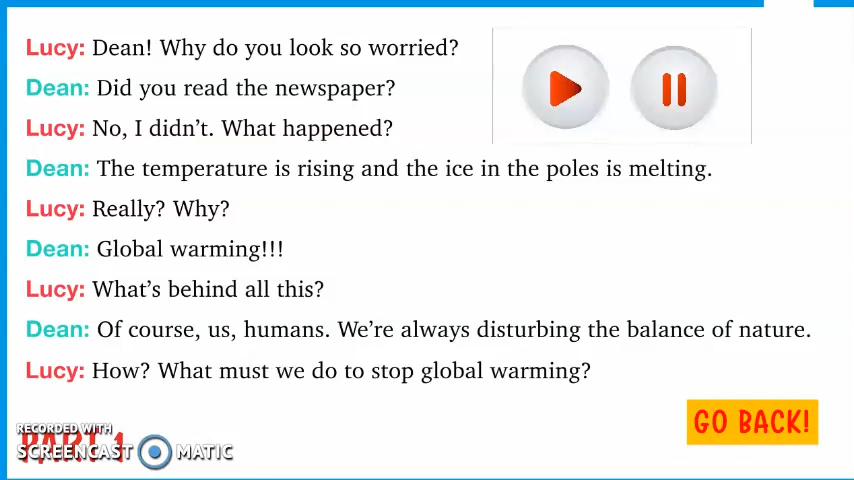 Lucy: Dean! Why do you look so worried?
Dean: Did you read the newspaper?
Lucy: No, I didn’t. What happened?
Dean: The temperature is rising and the ice in the poles is melting.
Lucy: Really? Why?
Dean: Global warming!!!
Lucy: What’s behind all this?
Dean: Of course, us, humans. We’re always disturbing the balance of nature.
Lucy: How? What must we do to stop global warming?
GO BACK!
RECORDED WITH
PART 1
SCREENCAST MATIC